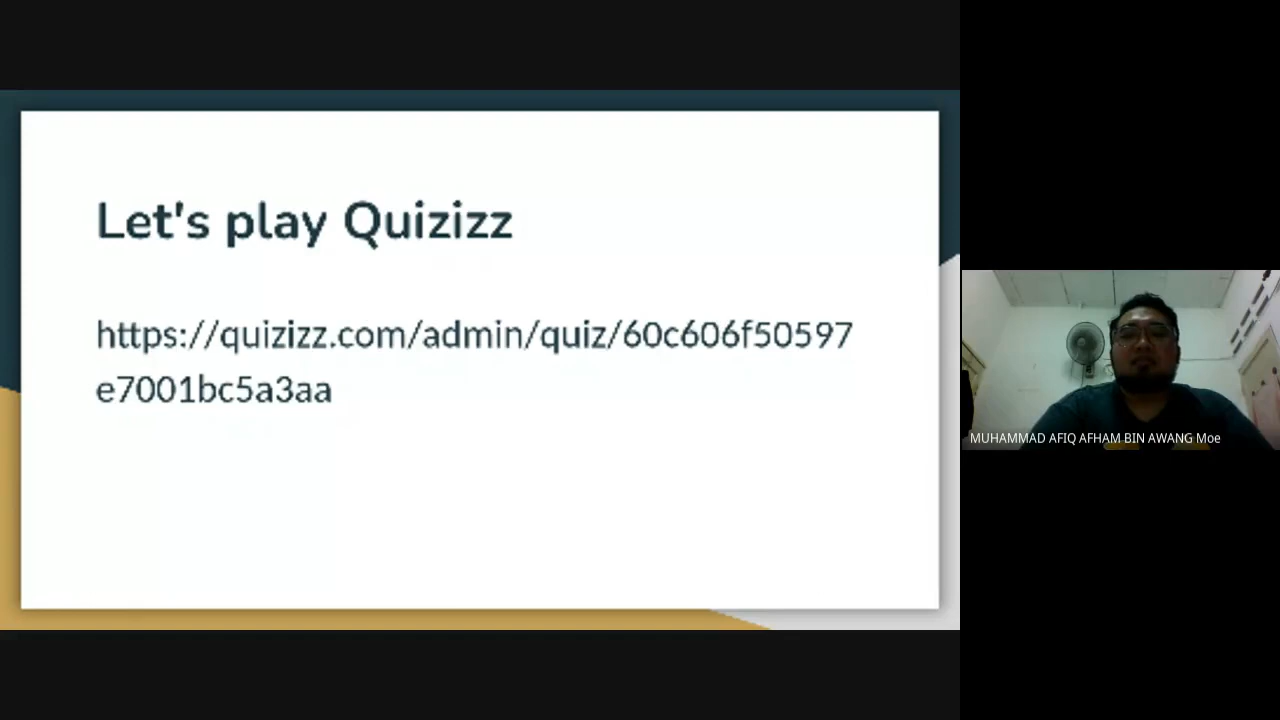 Let's play Quizizz
https://quizizz.com/admin/quiz/60c606f50597
e7001bc5a3aa
MUHAMMAD AFIQ AFHAM BIN AWANG Moe